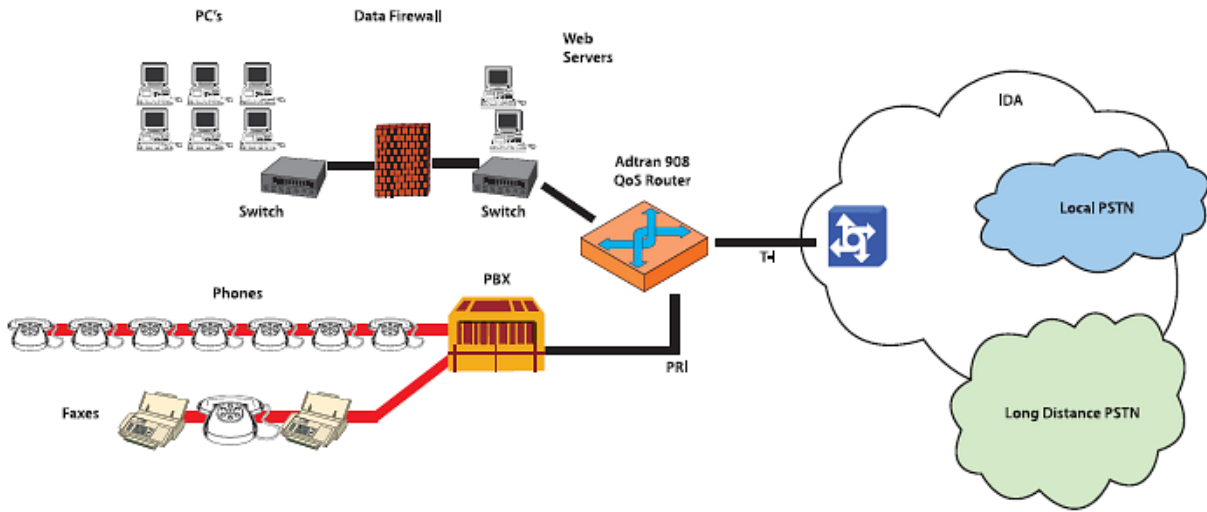 PC's
Data Firewall
Web
Servers
IDA
Adtran 908
QoS Router
Local PSTN
Switch
Switch
T-I
PBX
Phones
PRI
Faxes
Long Distance PSTN